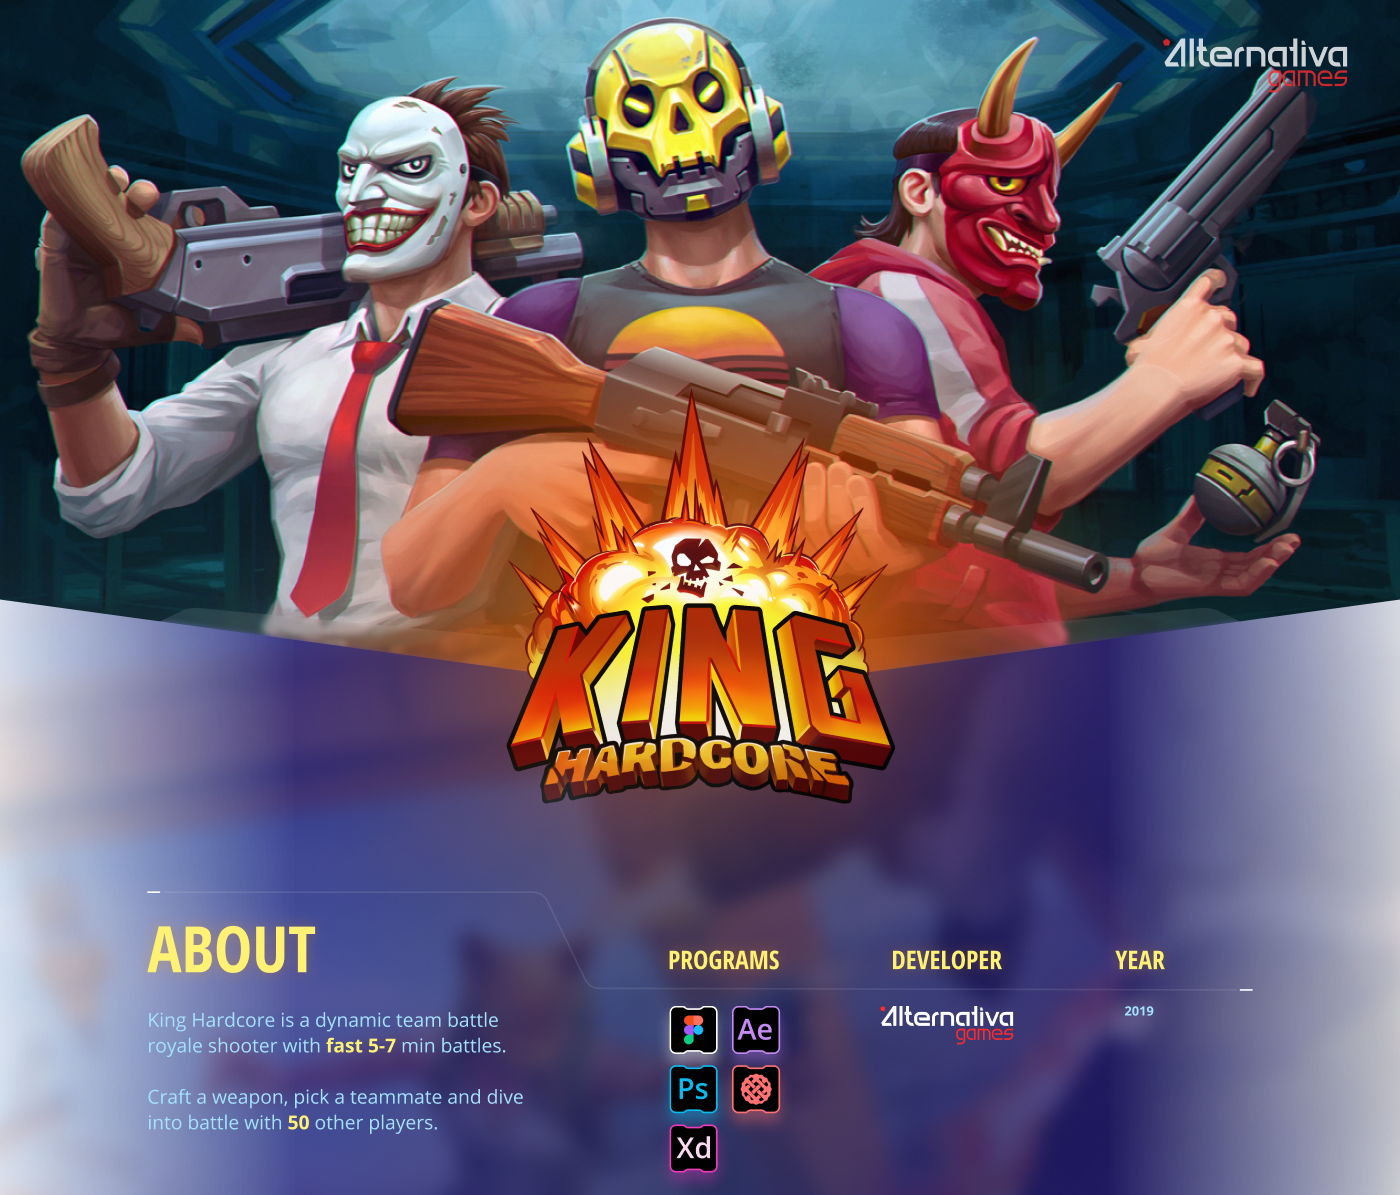 Alternativa
games
KING
HARDCORE
ABOUT
King Hardcore is a dynamic team battle
royale shooter with fast 5-7 min battles.
Craft a weapon, pick a teammate and dive
into battle with 50 other players.
PROGRAMS
Ae
Ps
Xd
DEVELOPER
Alternativa
games
YEAR
2019